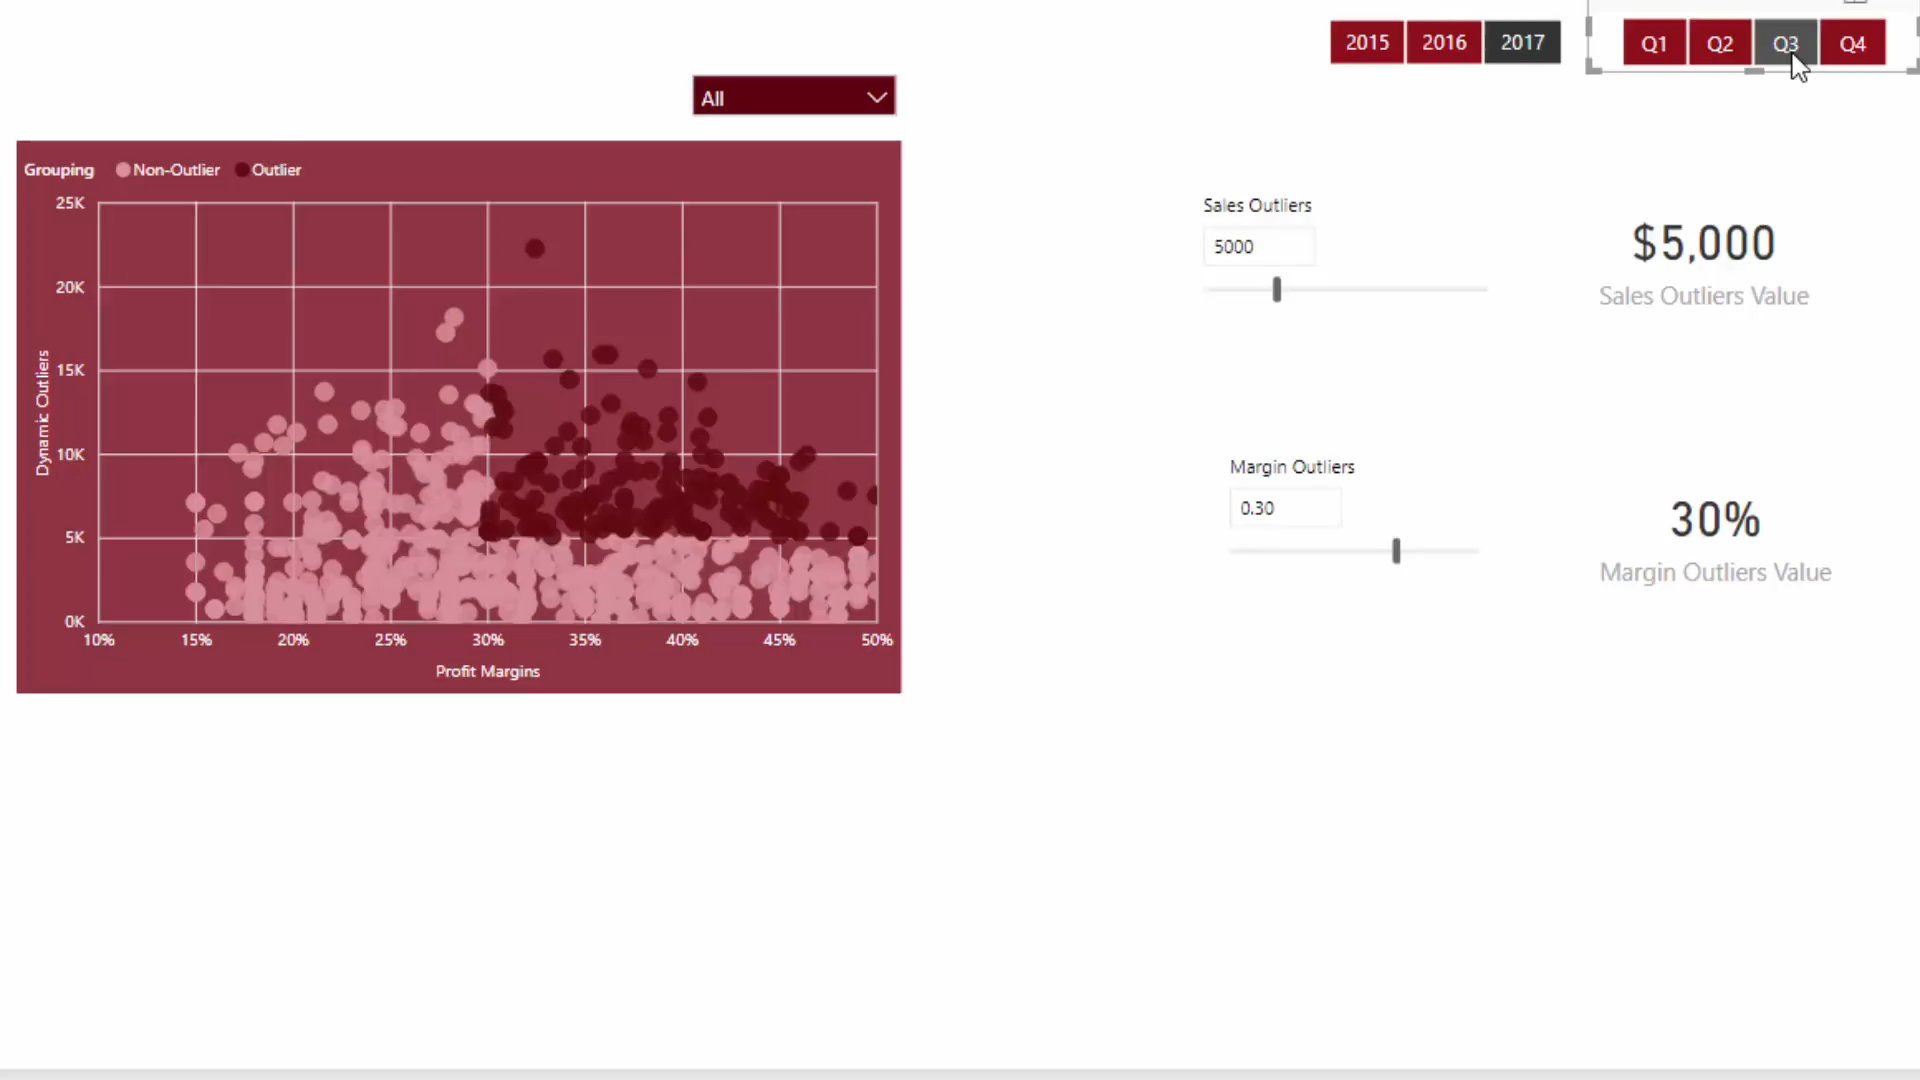 2015 2016 2017 Q1 Q2 Q3 Q4
All
Grouping Non-Outlier Outlier
25K
20K
15K
10K
5K
0K
Dynamic Outliers
10% 15% 20% 25% 30% 35% 40% 45% 50%
Profit Margins
Sales Outliers
5000
$5,000
Sales Outliers Value
Margin Outliers
0.30
30%
Margin Outliers Value